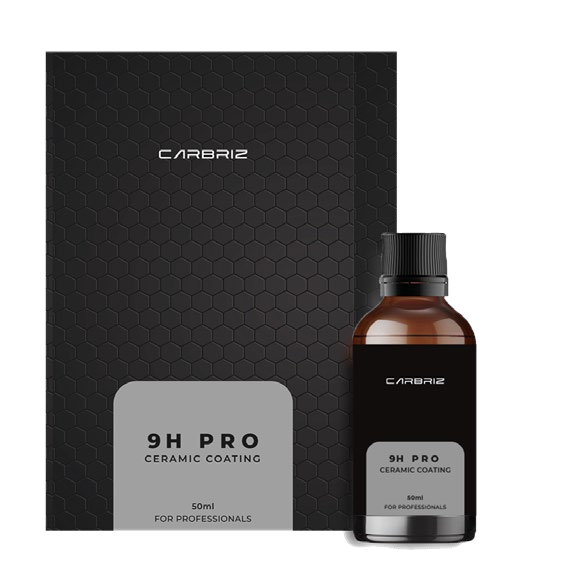 CARBRIZ
9H PRO
CERAMIC COATING
50ml
FOR PROFESSIONALS
CARBRIZ
9H PRO
CERAMIC COATING
50ml
FOR PROFESSIONALS